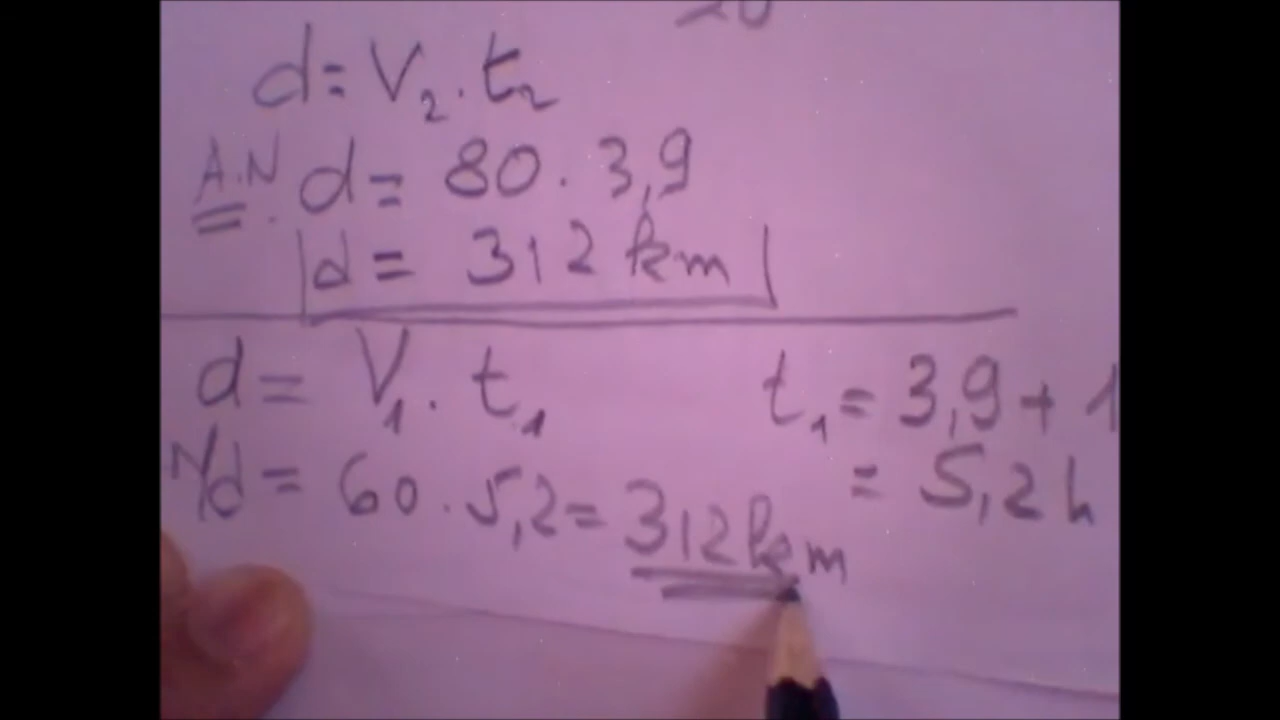 20
d = V₂ . t₂
A.N d = 80 . 3,9
d = 312 km
d = V₁ . t₁ t₁ = 3,9 + 1
N/d = 60 . 5,2 = 312 km = 5,2 h